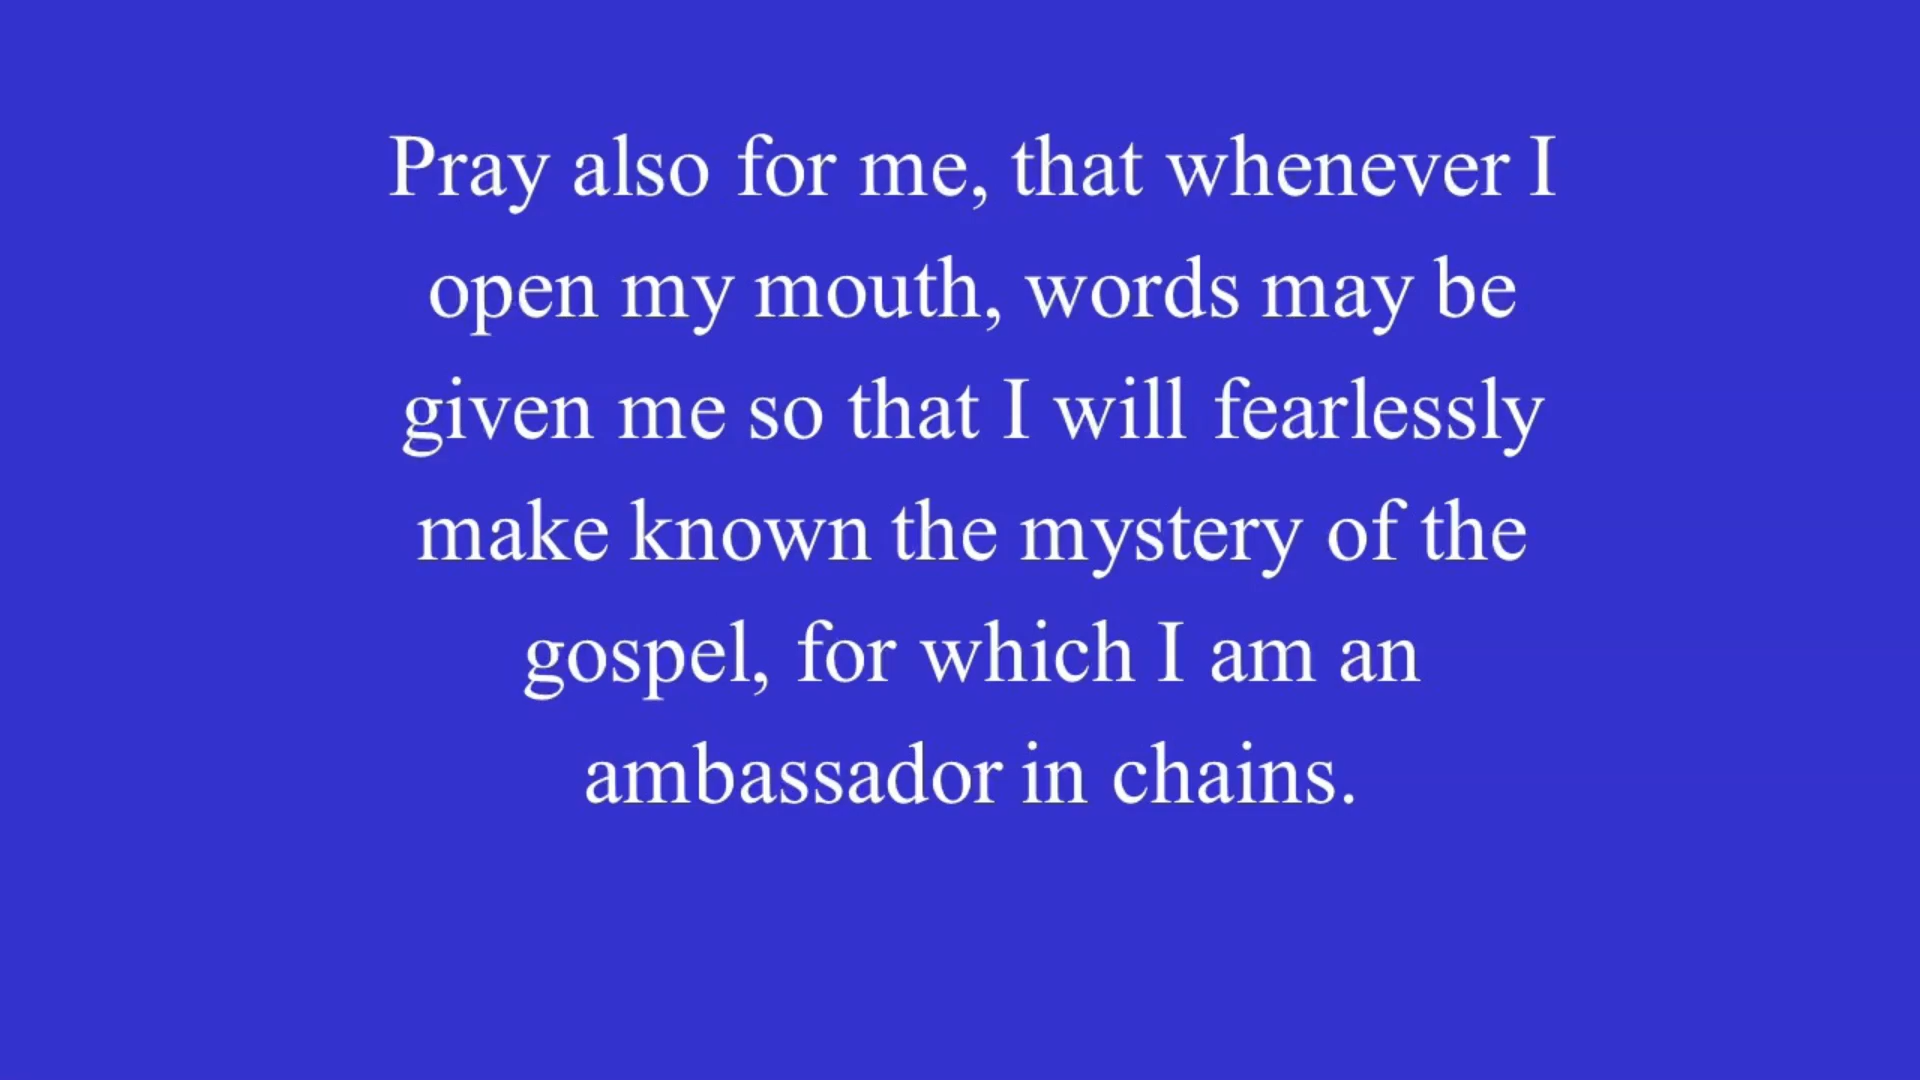 Pray also for me, that whenever I
open my mouth, words may be
given me so that I will fearlessly
make known the mystery of the
gospel, for which I am an
ambassador in chains.